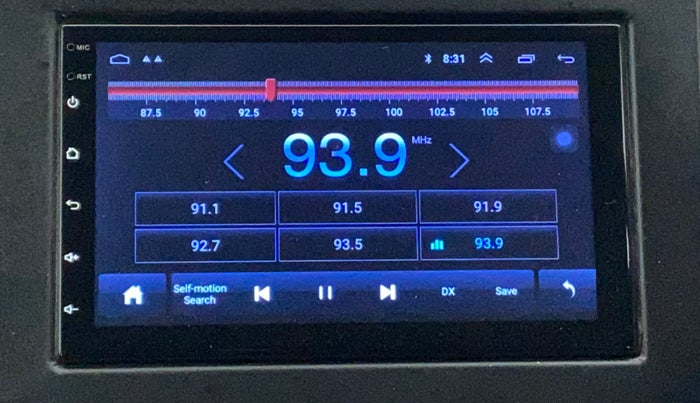 MIC
8:31
RST
87.5 90 92.5 95 97.5 100 102.5 105 107.5
93.9 MHz
91.1 91.5 91.9
92.7 93.5 93.9
Self-motion
Search
DX Save